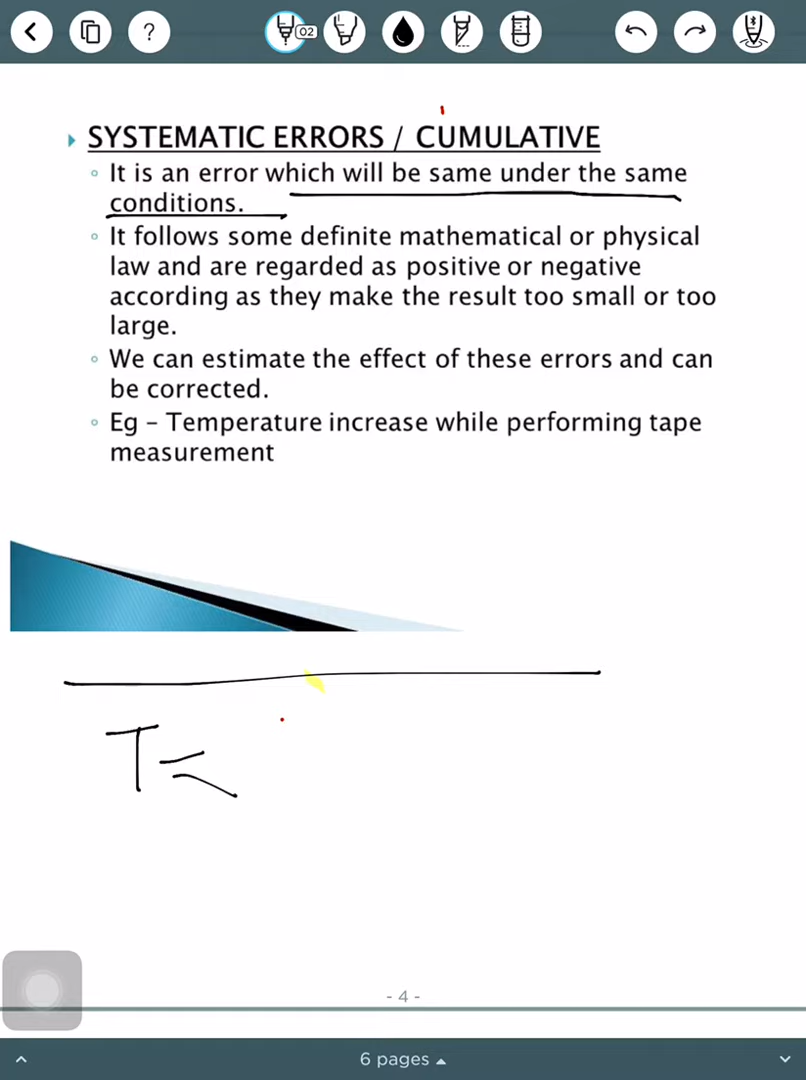 ?
02
SYSTEMATIC ERRORS / CUMULATIVE
It is an error which will be same under the same
conditions.
It follows some definite mathematical or physical
law and are regarded as positive or negative
according as they make the result too small or too
large.
We can estimate the effect of these errors and can
be corrected.
Eg – Temperature increase while performing tape
measurement
T=
- 4 -
6 pages